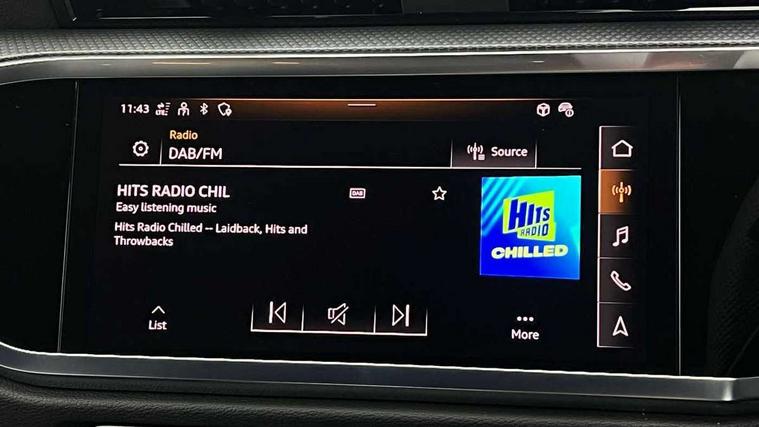 11:43
LTE
Radio
DAB/FM
Source
HITS RADIO CHIL
DAB
Easy listening music
Hits Radio Chilled -- Laidback, Hits and
Throwbacks
HITS
RADIO
CHILLED
List
More